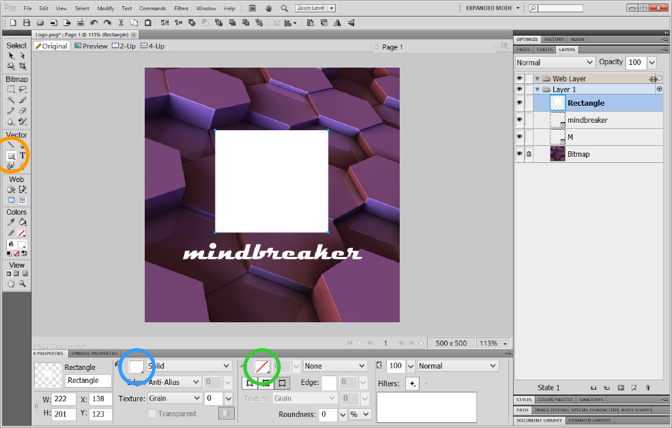 Fw File Edit View Select Modify Text Commands Filters Window Help Zoom Level EXPANDED MODE
Logo.png* : Page 1 @ 111% (Rectangle)
Original Preview 2-Up 4-Up Page 1
Select
Bitmap
Vector
T
Web
Colors
View
mindbreaker
1 500 x 500 113%
OPTIMIZE HISTORY ALIGN
PAGES STATES LAYERS
Normal Opacity 100
Web Layer
Layer 1
Rectangle
mindbreaker
M
Bitmap
State 1
STYLES COLOR PALETTE SWATCHES
PATH IMAGE EDITING SPECIAL CHARACTERS AUTO SHAPES
DOCUMENT LIBRARY COMMON LIBRARY
PNG Document
PROPERTIES SYMBOL PROPERTIES
Rectangle
Rectangle
W: 222 X: 138
H: 201 Y: 123
Solid
Edge: Anti-Alias 0
Texture: Grain 0
Transparent
None
Edge: 0
Texture: Grain 0
Roundness: 0 %
100 Normal
Filters: